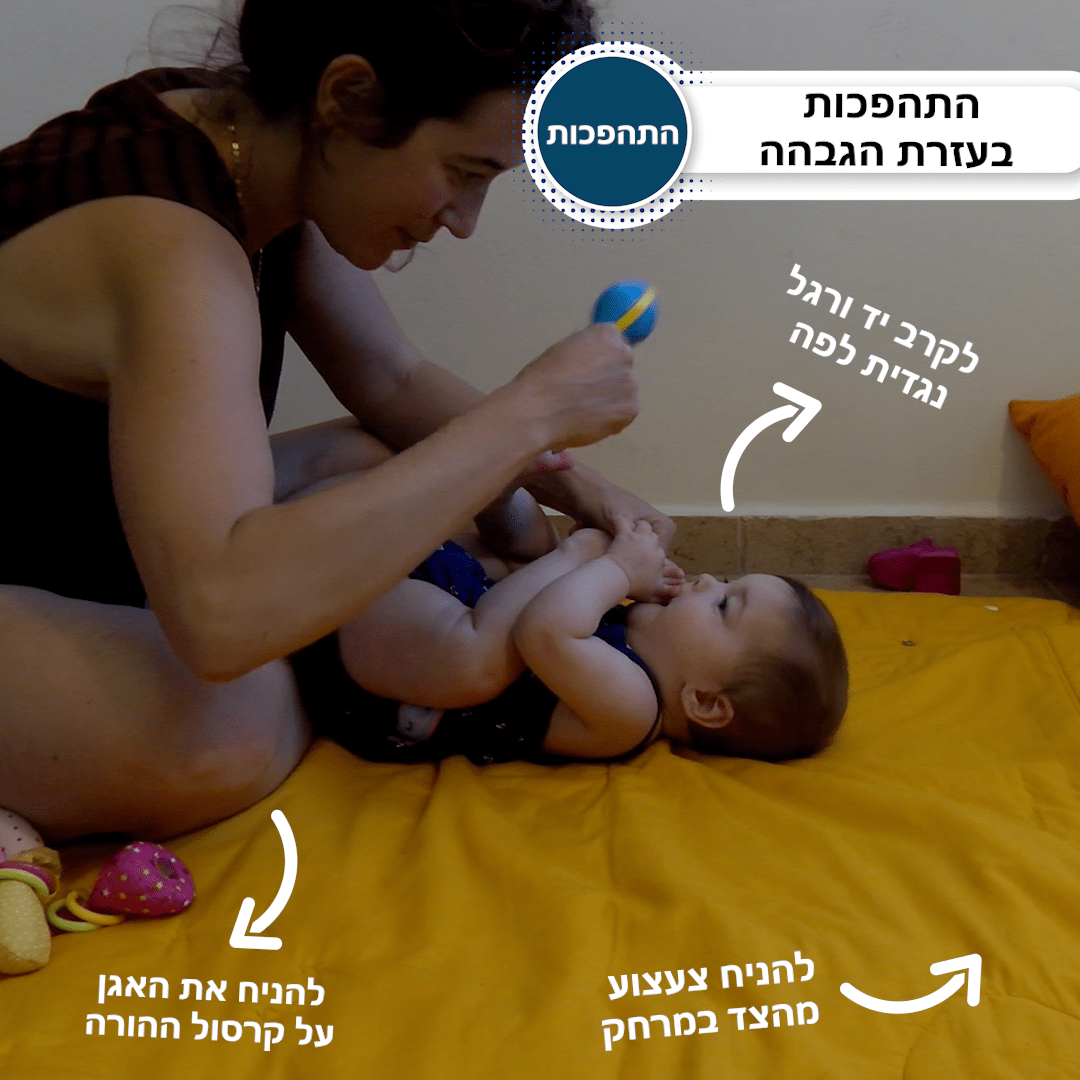 התהפכות
התהפכות
בעזרת הגבהה
לקרב יד ורגל
נגדית לפה
להניח את האגן
על קרסול ההורה
להניח צעצוע
מהצד במרחק